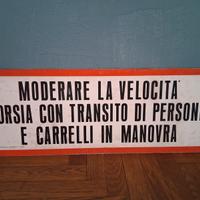 MODERARE LA VELOCITA'
ORSIA CON TRANSITO DI PERSON
E CARRELLI IN MANOVRA